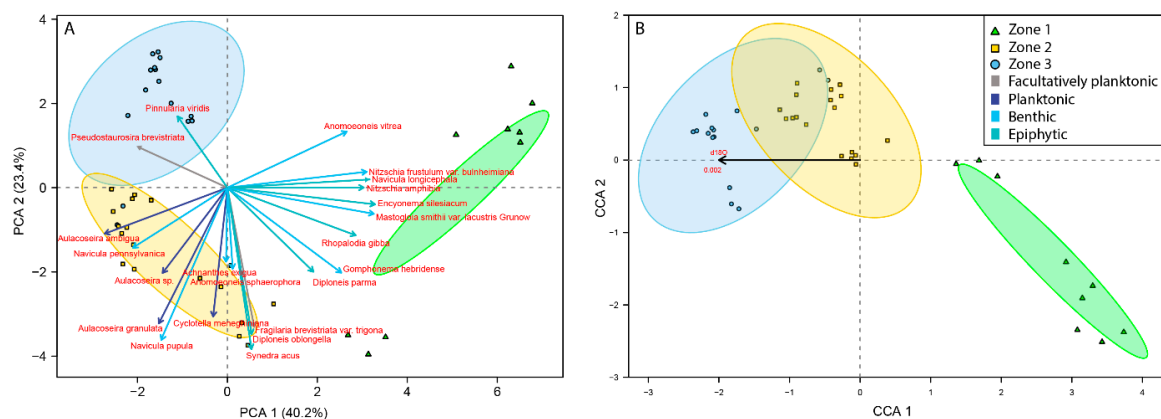 A
4
2
0
−2
−4
PCA 2 (23.4%)
−2
0
2
4
6
PCA 1 (40.2%)
Pinnularia viridis
Pseudostaurosira brevistriata
Anomoeoneis vitrea
Nitzschia frustulum var. bulnheimiana
Navicula longicephala
Nitzschia amphibia
Encyonema silesiacum
Mastogloia smithii var. lacustris Grunow
Rhopalodia gibba
Aulacoseira ambigua
Navicula pennsylvanica
Aulacoseira sp.
Achnanthes exigua
Anomoeoneis sphaerophora
Gomphonema hebridense
Diploneis parma
Aulacoseira granulata
Cyclotella meneghiniana
Navicula pupula
Fragilaria brevistriata var. trigona
Diploneis oblongella
Synedra acus
B
2
1
0
−1
−2
−3
CCA 2
−3
−2
−1
0
1
2
3
4
CCA 1
d18O
0.002
Zone 1
Zone 2
Zone 3
Facultatively planktonic
Planktonic
Benthic
Epiphytic